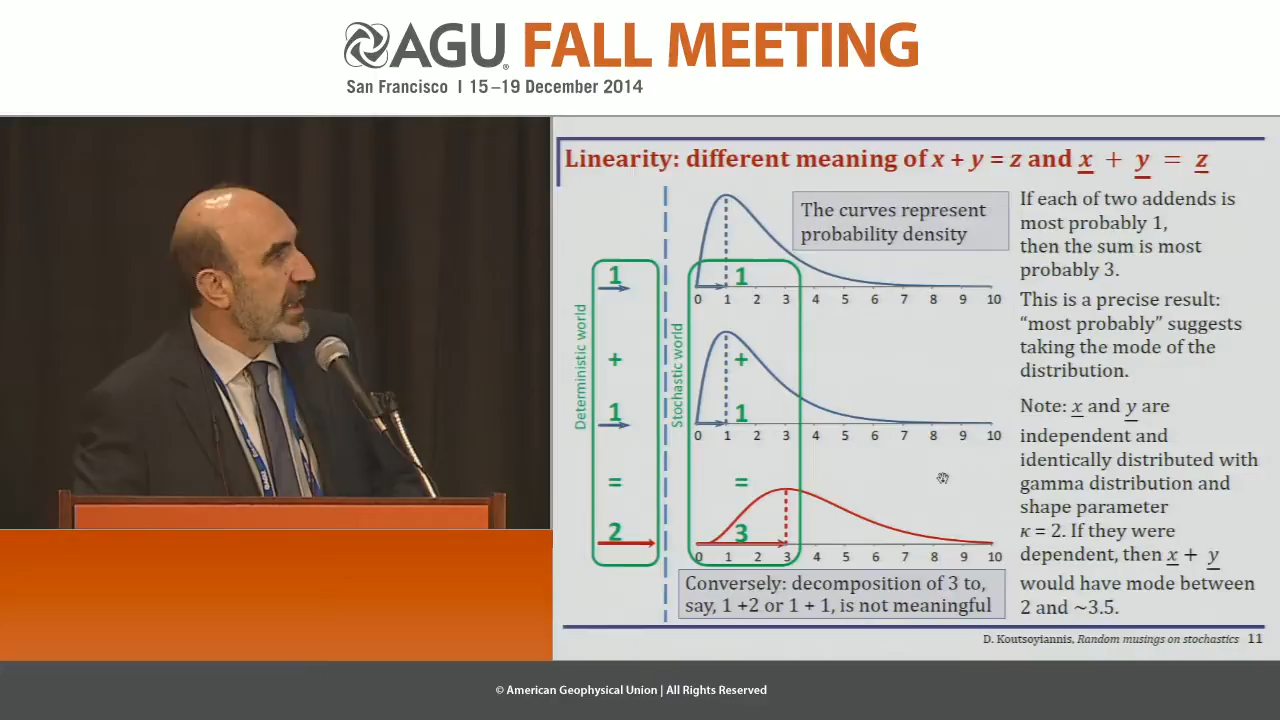 AGU FALL MEETING
San Francisco | 15–19 December 2014
Linearity: different meaning of x + y = z and x + y = z
The curves represent
probability density
Deterministic world
1
+
1
=
2
Stochastic world
1
0 1 2 3 4 5 6 7 8 9 10
+
1
0 1 2 3 4 5 6 7 8 9 10
=
3
0 1 2 3 4 5 6 7 8 9 10
Conversely: decomposition of 3 to,
say, 1 +2 or 1 + 1, is not meaningful
If each of two addends is
most probably 1,
then the sum is most
probably 3.
This is a precise result:
“most probably” suggests
taking the mode of the
distribution.
Note: x and y are
independent and
identically distributed with
gamma distribution and
shape parameter
κ = 2. If they were
dependent, then x + y
would have mode between
2 and ~3.5.
D. Koutsoyiannis, Random musings on stochastics 11
© American Geophysical Union | All Rights Reserved